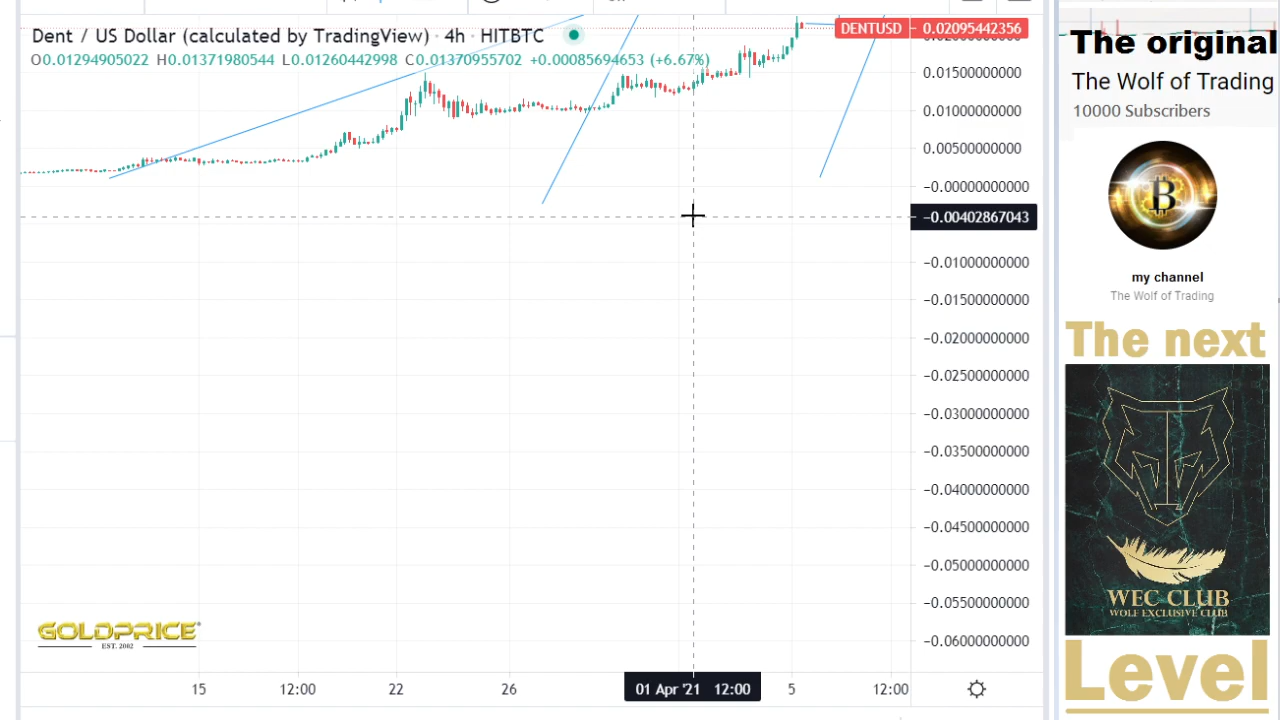 Dent / US Dollar (calculated by TradingView) · 4h · HITBTC
O0.01294905022 H0.01371980544 L0.01260442998 C0.01370955702 +0.00085694653 (+6.67%)
DENTUSD 0.02095442356
0.01500000000
0.01000000000
0.00500000000
−0.00000000000
−0.00402867043
−0.01000000000
−0.01500000000
−0.02000000000
−0.02500000000
−0.03000000000
−0.03500000000
−0.04000000000
−0.04500000000
−0.05000000000
−0.05500000000
−0.06000000000
GOLDPRICE
EST. 2002
15 12:00 22 26 01 Apr '21 12:00 5 12:00
The original
The Wolf of Trading
10000 Subscribers
B
my channel
The Wolf of Trading
The next
WEC CLUB
WOLF EXCLUSIVE CLUB
Level